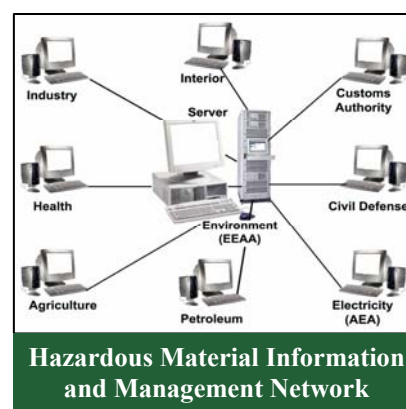 Interior
Industry
Customs
Authority
Server
Health
Environment
(EEAA)
Civil Defense
Agriculture
Petroleum
Electricity
(AEA)
Hazardous Material Information
and Management Network